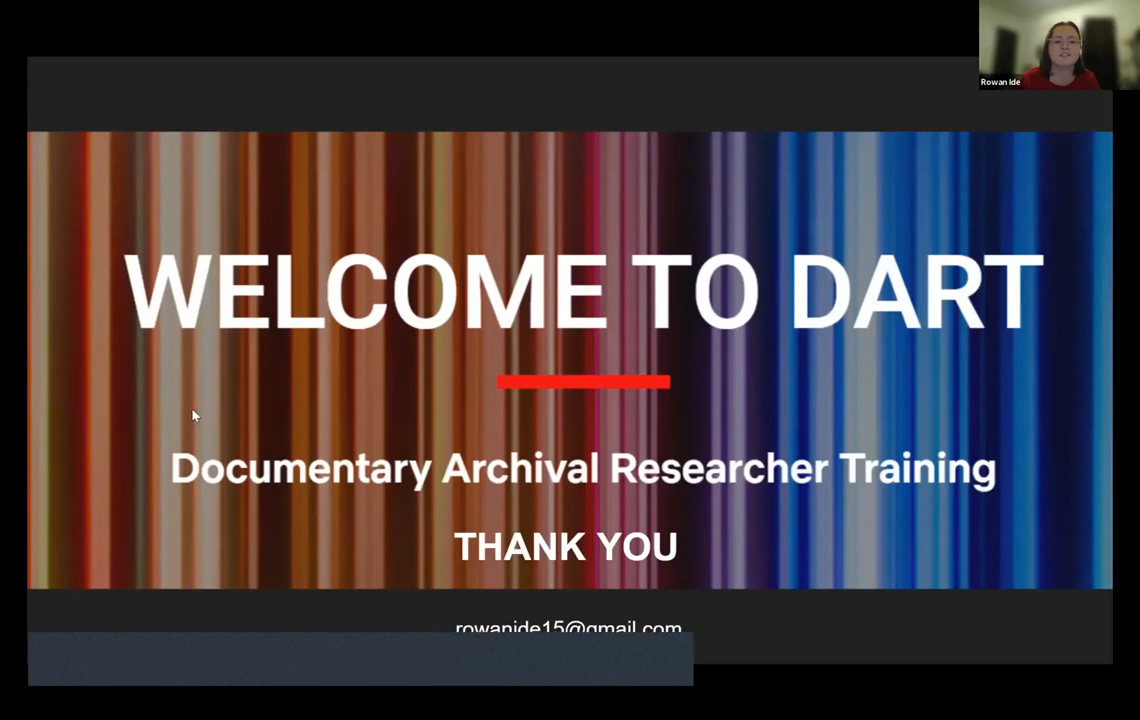 Rowan Ide
WELCOME TO DART
Documentary Archival Researcher Training
THANK YOU
rowanide15@gmail.com